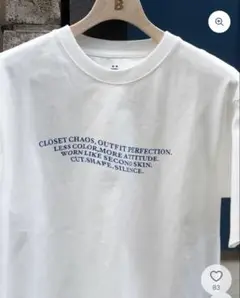 B
CLOSET CHAOS, OUTFIT PERFECTION.
LESS COLOR, MORE ATTITUDE.
WORN LIKE SECOND SKIN.
CUT. SHAPE. SILENCE.
83